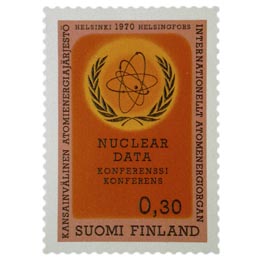 HELSINKI 1970 HELSINGFORS
KANSAINVÄLINEN ATOMIENERGIAJÄRJESTÖ
INTERNATIONELLT ATOMENERGIORGAN
NUCLEAR
DATA
KONFERENSSI
KONFERENS
0,30
SUOMI FINLAND